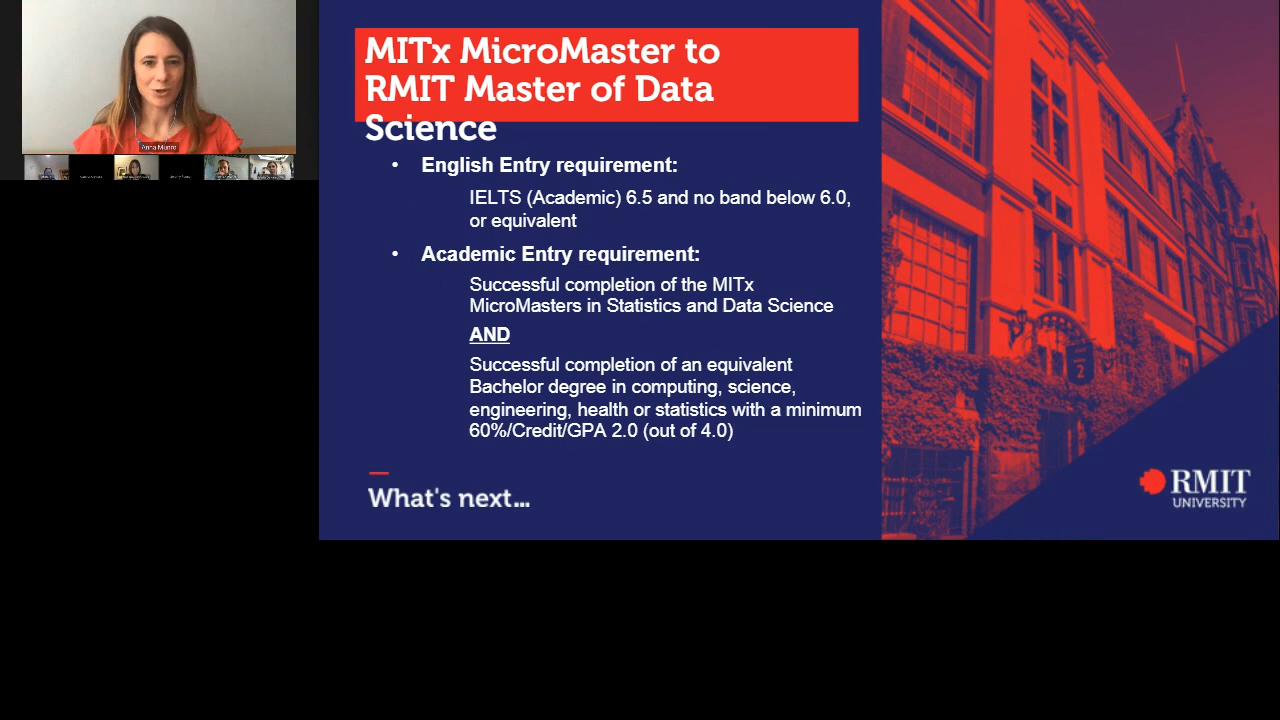 Anna Munro
MITx MicroMaster to
RMIT Master of Data
Science
• English Entry requirement:
IELTS (Academic) 6.5 and no band below 6.0,
or equivalent
• Academic Entry requirement:
Successful completion of the MITx
MicroMasters in Statistics and Data Science
AND
Successful completion of an equivalent
Bachelor degree in computing, science,
engineering, health or statistics with a minimum
60%/Credit/GPA 2.0 (out of 4.0)
What's next...
2
RMIT
UNIVERSITY